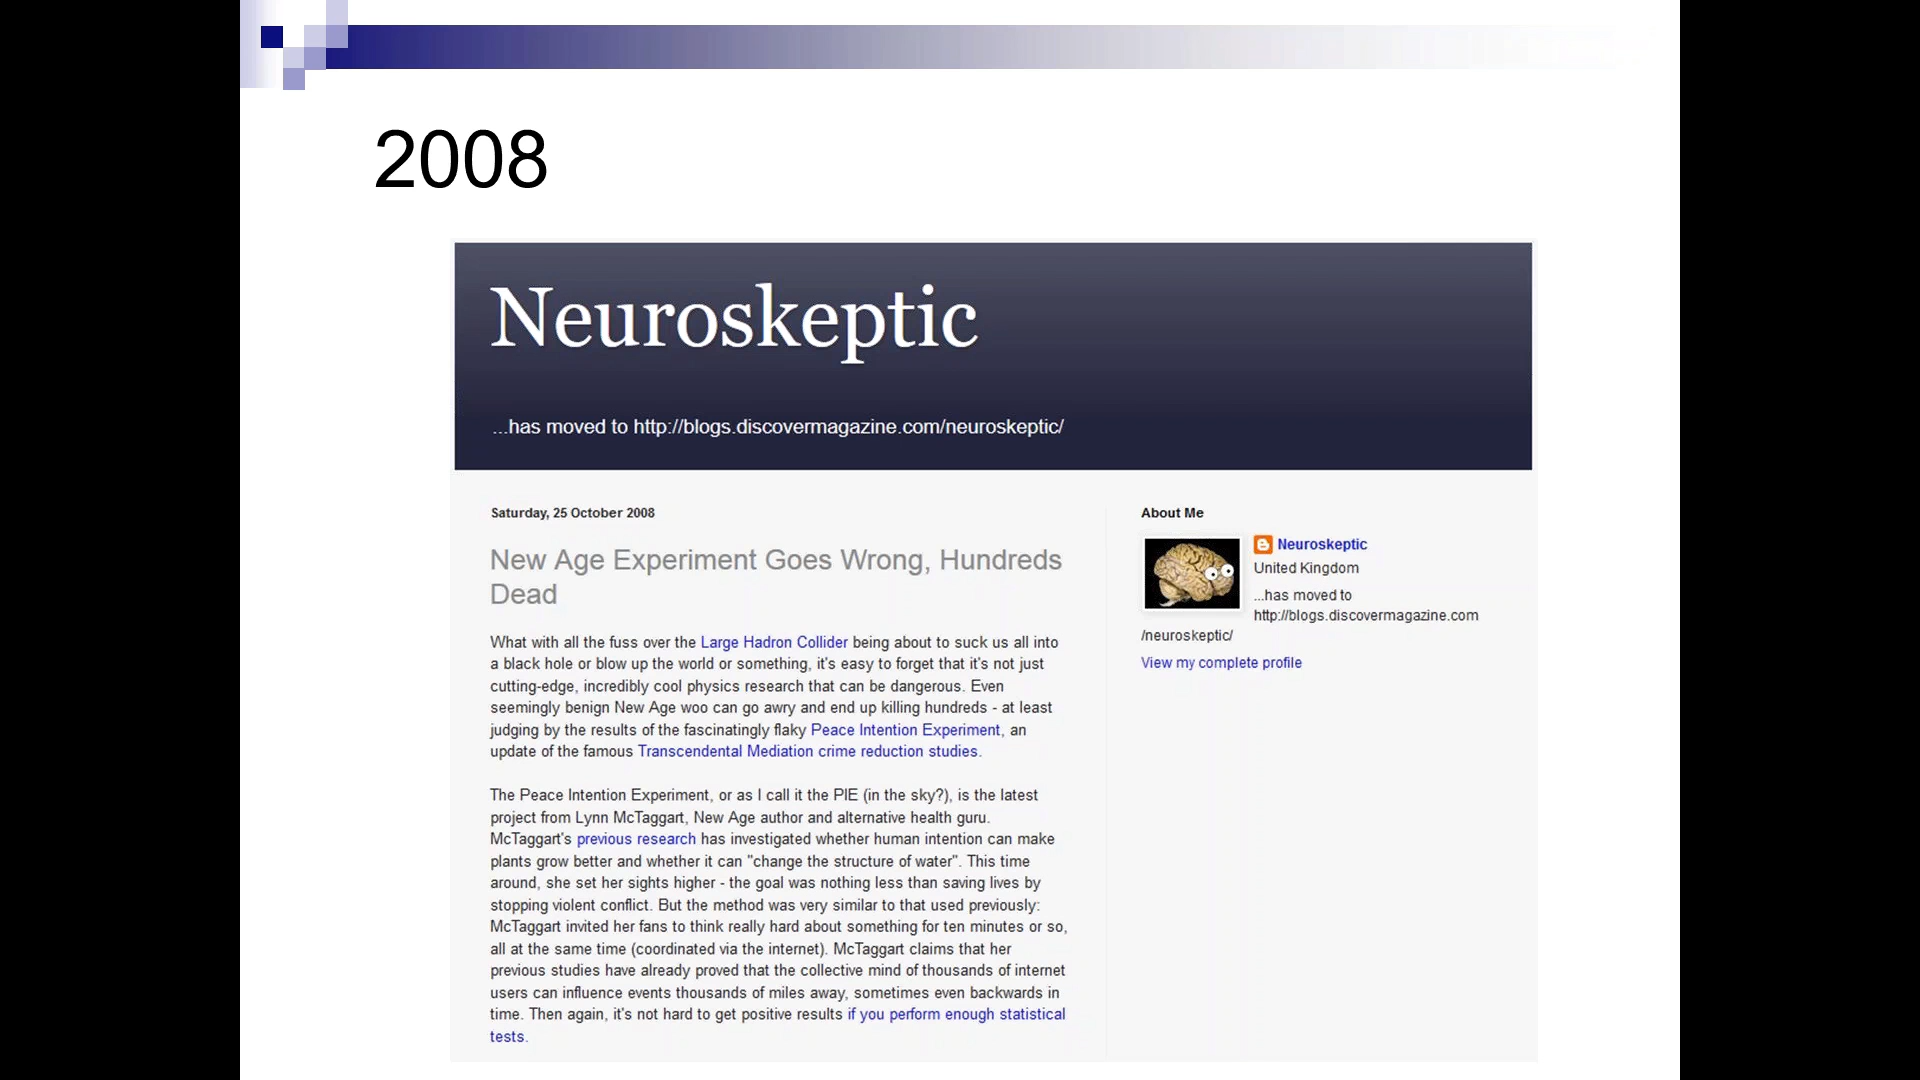 2008
Neuroskeptic
...has moved to http://blogs.discovermagazine.com/neuroskeptic/
Saturday, 25 October 2008
New Age Experiment Goes Wrong, Hundreds
Dead
What with all the fuss over the Large Hadron Collider being about to suck us all into
a black hole or blow up the world or something, it's easy to forget that it's not just
cutting-edge, incredibly cool physics research that can be dangerous. Even
seemingly benign New Age woo can go awry and end up killing hundreds - at least
judging by the results of the fascinatingly flaky Peace Intention Experiment, an
update of the famous Transcendental Mediation crime reduction studies.
The Peace Intention Experiment, or as I call it the PIE (in the sky?), is the latest
project from Lynn McTaggart, New Age author and alternative health guru.
McTaggart's previous research has investigated whether human intention can make
plants grow better and whether it can "change the structure of water". This time
around, she set her sights higher - the goal was nothing less than saving lives by
stopping violent conflict. But the method was very similar to that used previously:
McTaggart invited her fans to think really hard about something for ten minutes or so,
all at the same time (coordinated via the internet). McTaggart claims that her
previous studies have already proved that the collective mind of thousands of internet
users can influence events thousands of miles away, sometimes even backwards in
time. Then again, it's not hard to get positive results if you perform enough statistical
tests.
About Me
Neuroskeptic
United Kingdom
...has moved to
http://blogs.discovermagazine.com
/neuroskeptic/
View my complete profile